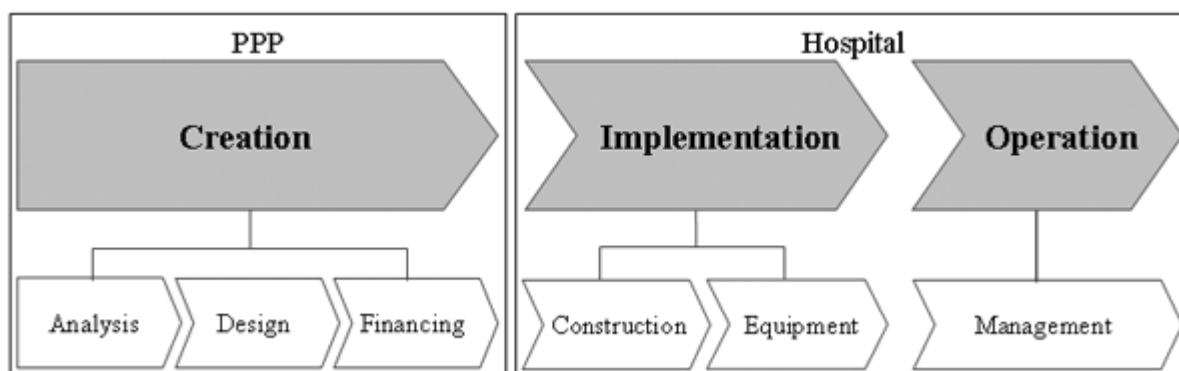 PPP
Creation
Analysis
Design
Financing
Hospital
Implementation
Operation
Construction
Equipment
Management